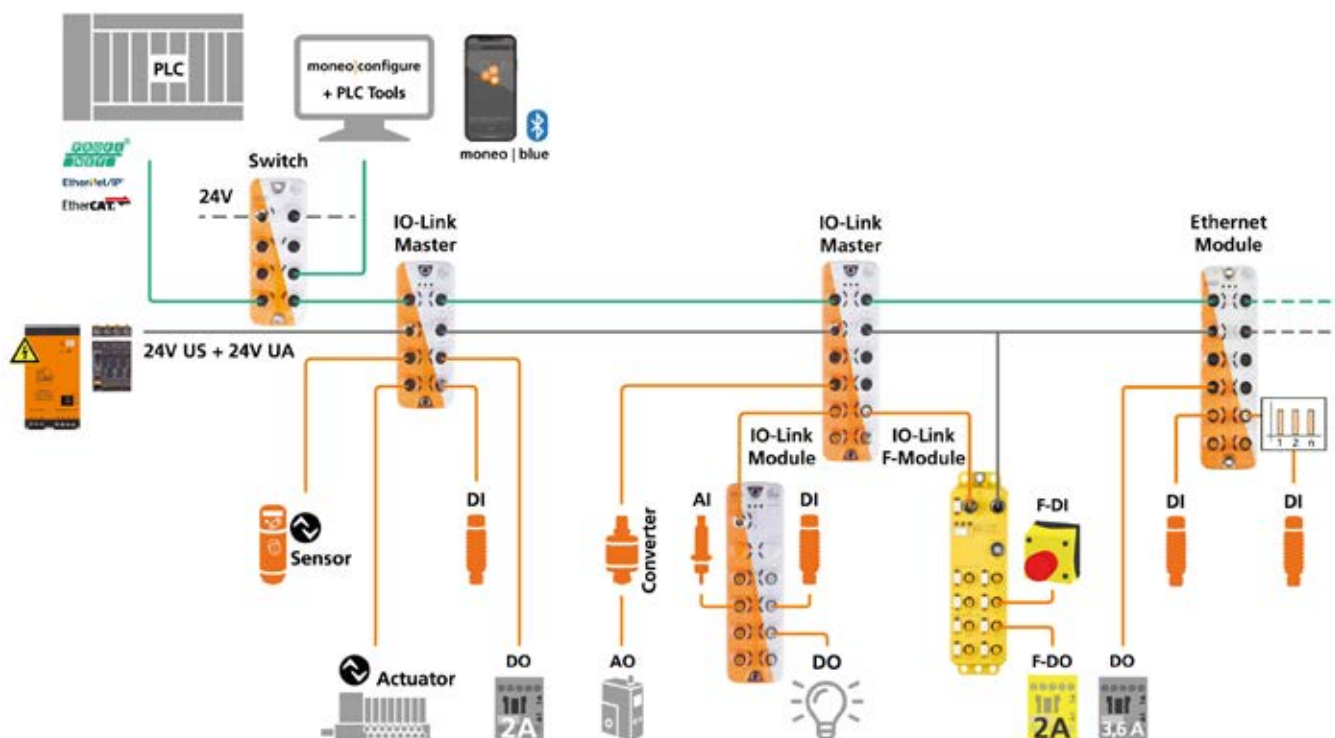 PLC
moneo|configure
+ PLC Tools
moneo | blue
PROFI
NET
EtherNet/IP
EtherCAT
Switch
24V
IO-Link
Master
IO-Link
Master
Ethernet
Module
24V US + 24V UA
IO-Link
Module
IO-Link
F-Module
1 2 n
Sensor
DI
Converter
AI
DI
F-DI
DI
DI
Actuator
DO
2A
AO
DO
F-DO
2A
DO
3,6 A